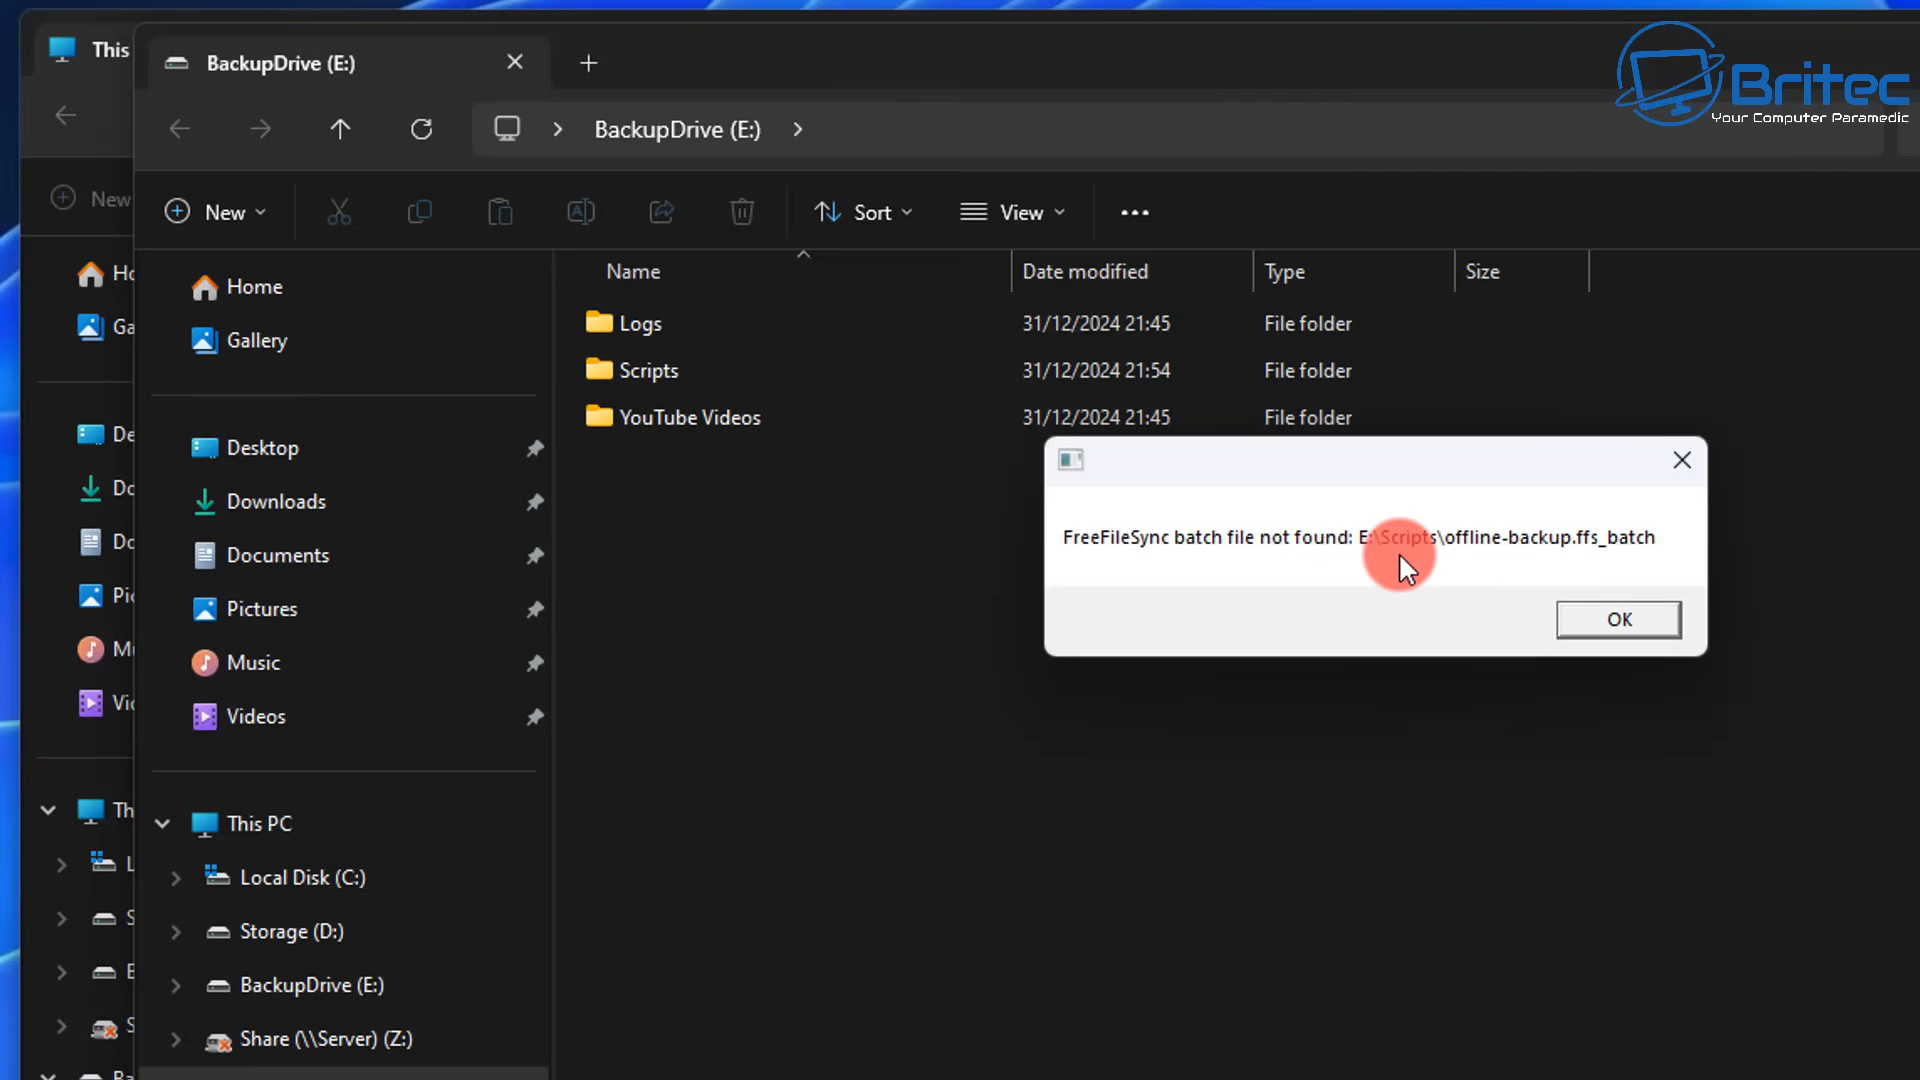 This
BackupDrive (E:)
Britec
Your Computer Paramedic
BackupDrive (E:)
New
New
Sort
View
Name
Date modified
Type
Size
Home
Gallery
Logs
31/12/2024 21:45
File folder
Scripts
31/12/2024 21:54
File folder
YouTube Videos
31/12/2024 21:45
File folder
Desktop
Downloads
Documents
Pictures
Music
Videos
FreeFileSync batch file not found: E:\Scripts\offline-backup.ffs_batch
OK
This PC
Local Disk (C:)
Storage (D:)
BackupDrive (E:)
Share (\\Server) (Z:)